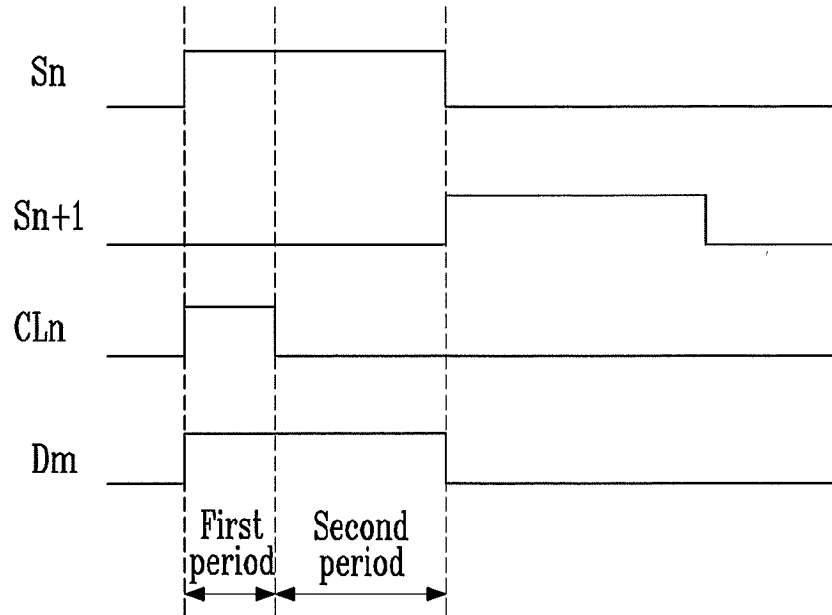 Sn
Sn+1
CLn
Dm
First
period
Second
period